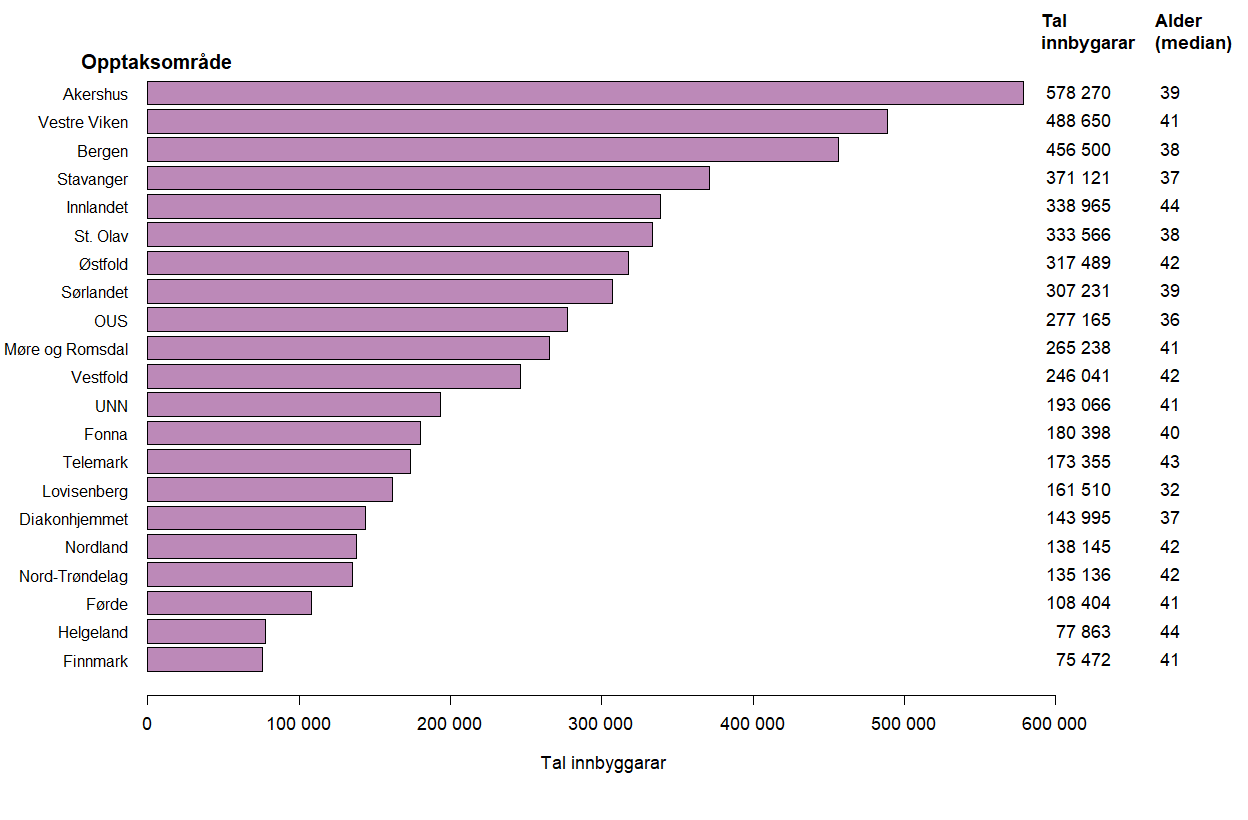 Tal Alder
innbygarar (median)
Opptaksområde
Akershus 578 270 39
Vestre Viken 488 650 41
Bergen 456 500 38
Stavanger 371 121 37
Innlandet 338 965 44
St. Olav 333 566 38
Østfold 317 489 42
Sørlandet 307 231 39
OUS 277 165 36
Møre og Romsdal 265 238 41
Vestfold 246 041 42
UNN 193 066 41
Fonna 180 398 40
Telemark 173 355 43
Lovisenberg 161 510 32
Diakonhjemmet 143 995 37
Nordland 138 145 42
Nord-Trøndelag 135 136 42
Førde 108 404 41
Helgeland 77 863 44
Finnmark 75 472 41
0 100 000 200 000 300 000 400 000 500 000 600 000
Tal innbyggarar